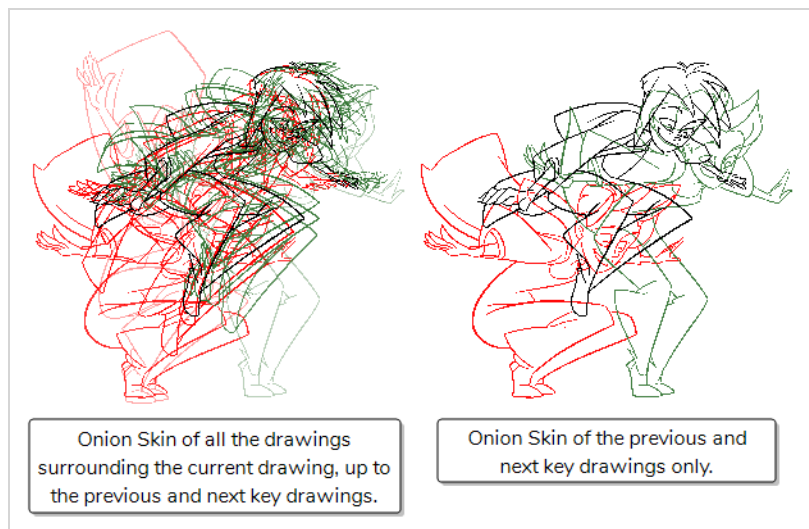 Onion Skin of all the drawings
surrounding the current drawing, up to
the previous and next key drawings.
Onion Skin of the previous and
next key drawings only.